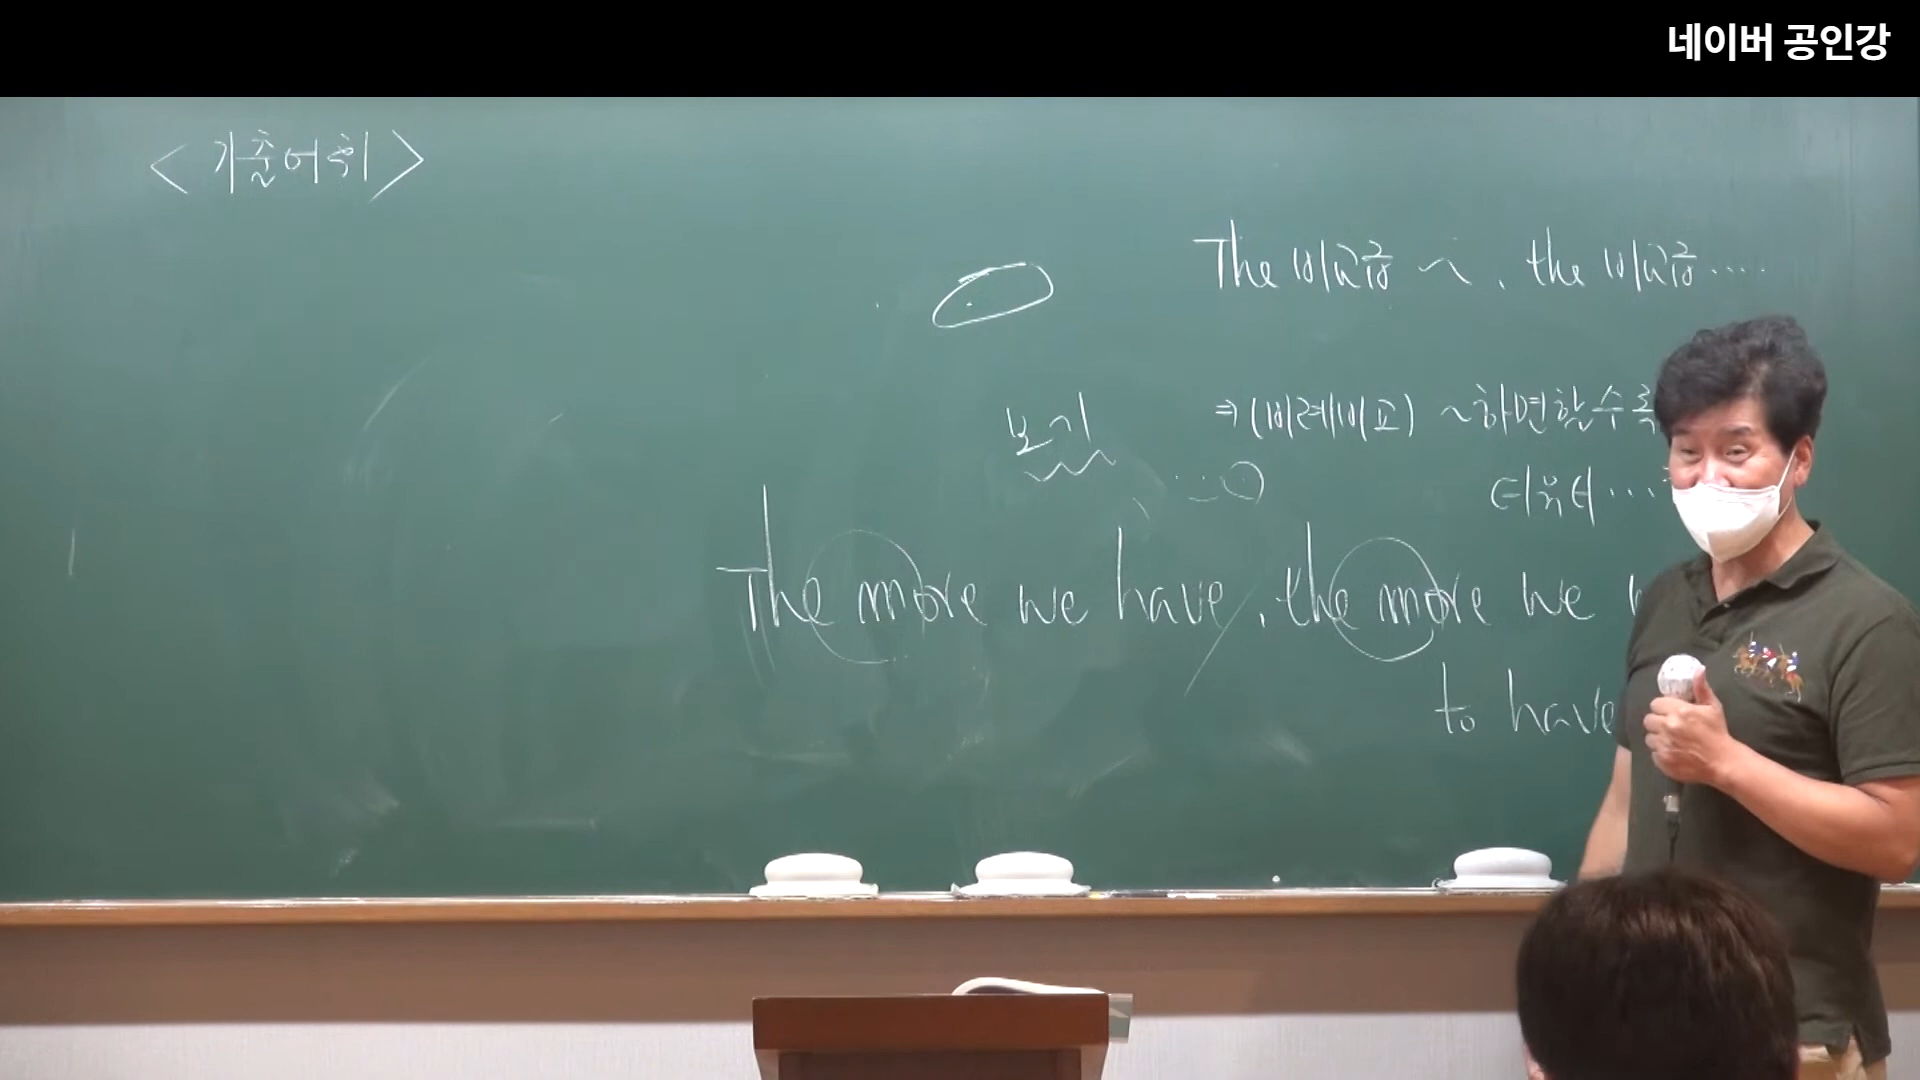 네이버 공인강
<기출어휘>
The 비교급 ~, the 비교급.....
보기
⇒(비례비교) ~하면할수록
더욱더...
The more we have, the more we
to have